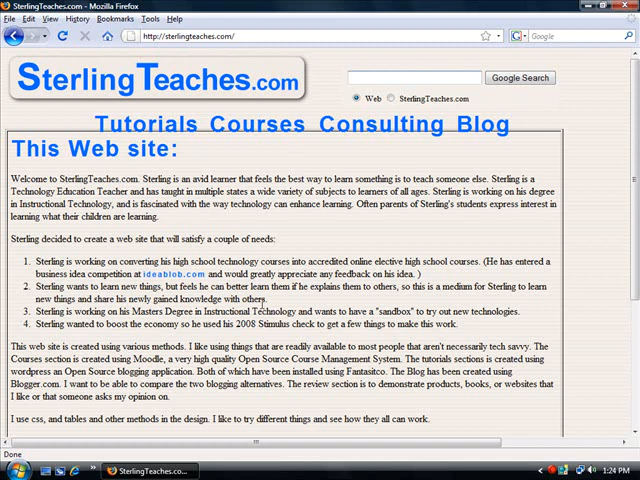 SterlingTeaches.com - Mozilla Firefox
File Edit View History Bookmarks Tools Help
http://sterlingteaches.com/
Google
SterlingTeaches.com
Google Search
Web SterlingTeaches.com
Tutorials Courses Consulting Blog
This Web site:
Welcome to SterlingTeaches.com. Sterling is an avid learner that feels the best way to learn something is to teach someone else. Sterling is a
Technology Education Teacher and has taught in multiple states a wide variety of subjects to learners of all ages. Sterling is working on his degree
in Instructional Technology, and is fascinated with the way technology can enhance learning. Often parents of Sterling's students express interest in
learning what their children are learning.
Sterling decided to create a web site that will satisfy a couple of needs:
1. Sterling is working on converting his high school technology courses into accredited online elective high school courses. (He has entered a
business idea competition at ideablob.com and would greatly appreciate any feedback on his idea. )
2. Sterling wants to learn new things, but feels he can better learn them if he explains them to others, so this is a medium for Sterling to learn
new things and share his newly gained knowledge with others.
3. Sterling is working on his Masters Degree in Instructional Technology and wants to have a "sandbox" to try out new technologies.
4. Sterling wanted to boost the economy so he used his 2008 Stimulus check to get a few things to make this work.
This web site is created using various methods. I like using things that are readily available to most people that aren't necessarily tech savvy. The
Courses section is created using Moodle, a very high quality Open Source Course Management System. The tutorials section is created using
wordpress an Open Source blogging application. Both of which have been installed using Fantasitco. The Blog has been created using
Blogger.com. I want to be able to compare the two blogging alternatives. The review section is to demonstrate products, books, or websites that
I like or that someone asks my opinion on.
I use css, and tables and other methods in the design. I like to try different things and see how they all can work.
Done
SterlingTeaches.co...
1:24 PM